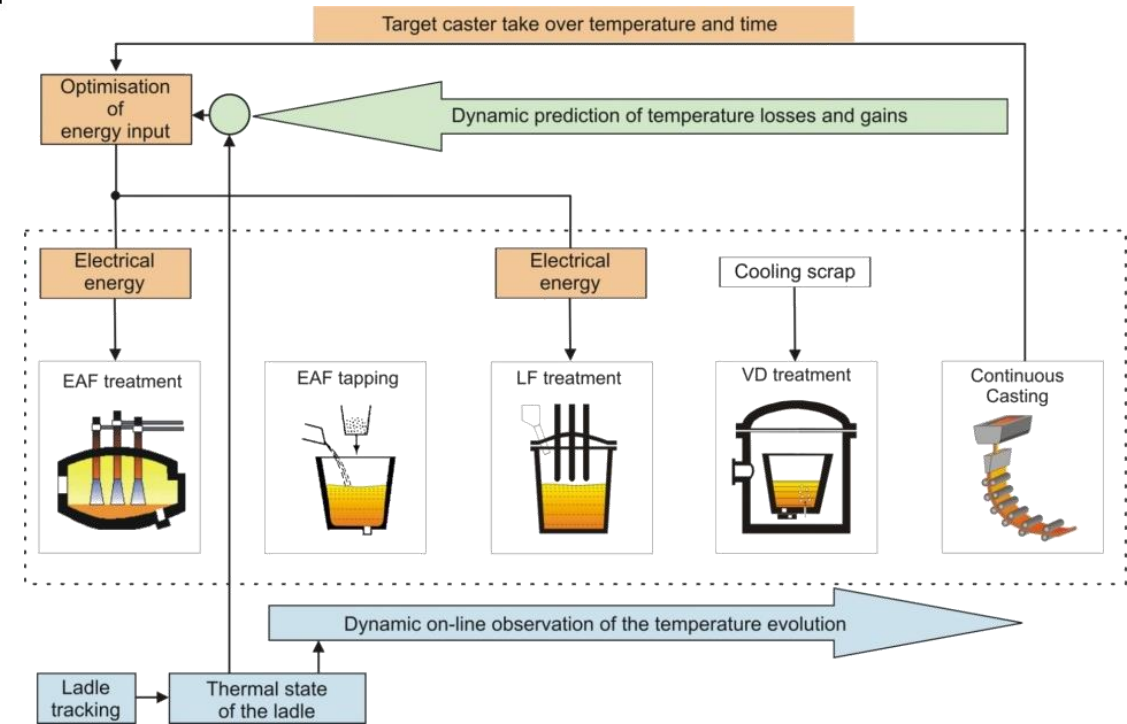 Target caster take over temperature and time
Optimisation
of
energy input
Dynamic prediction of temperature losses and gains
Electrical
energy
Electrical
energy
Cooling scrap
EAF treatment
EAF tapping
LF treatment
VD treatment
Continuous
Casting
Dynamic on-line observation of the temperature evolution
Ladle
tracking
Thermal state
of the ladle